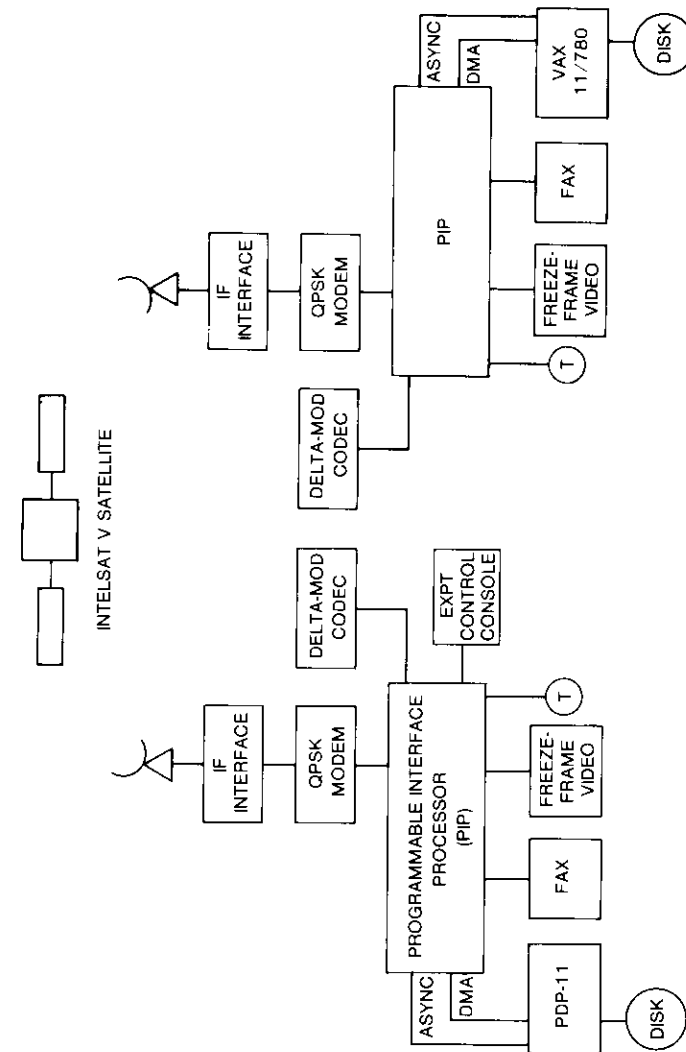 INTELSAT V SATELLITE
IF
INTERFACE
QPSK
MODEM
DELTA-MOD
CODEC
PROGRAMMABLE INTERFACE
PROCESSOR
(PIP)
EXPT
CONTROL
CONSOLE
ASYNC
DMA
PDP-11
DISK
FAX
FREEZE-
FRAME
VIDEO
T
IF
INTERFACE
QPSK
MODEM
DELTA-MOD
CODEC
PIP
ASYNC
DMA
T
FREEZE-
FRAME
VIDEO
FAX
VAX
11/780
DISK